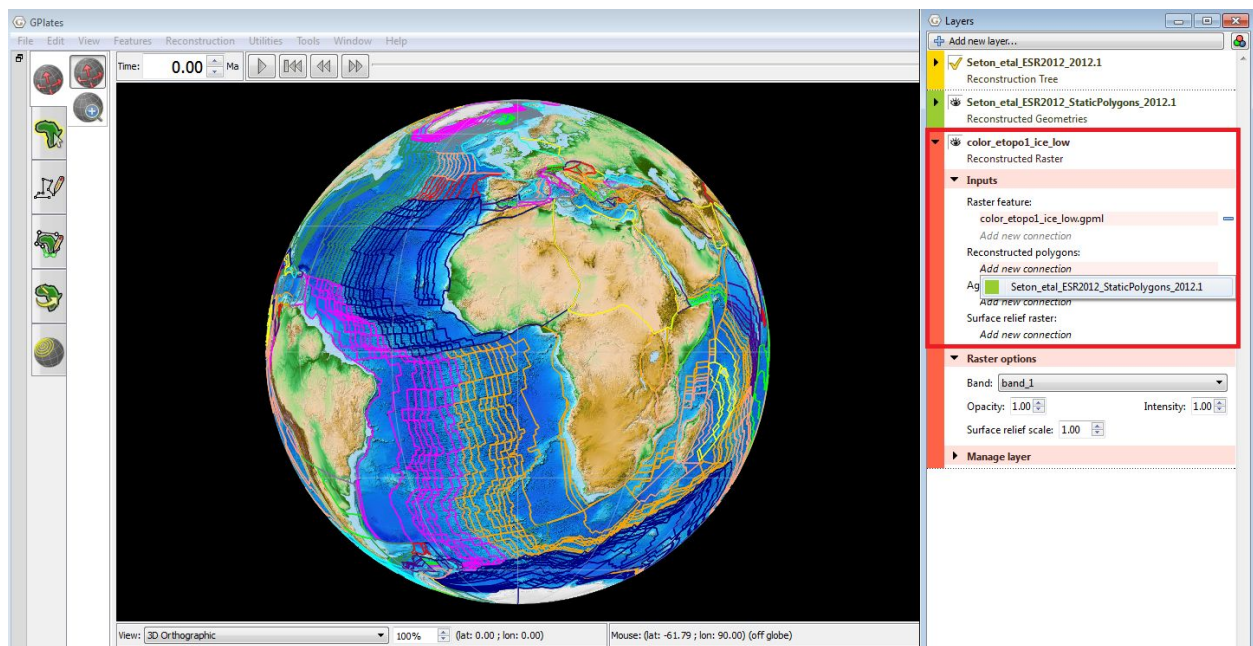 GPlates
File Edit View Features Reconstruction Utilities Tools Window Help
Time: 0.00 Ma
View: 3D Orthographic 100% (lat: 0.00 ; lon: 0.00) Mouse: (lat: -61.79 ; lon: 90.00) (off globe)
Layers
Add new layer...
Seton_etal_ESR2012_2012.1
Reconstruction Tree
Seton_etal_ESR2012_StaticPolygons_2012.1
Reconstructed Geometries
color_etopo1_ice_low
Reconstructed Raster
Inputs
Raster feature:
color_etopo1_ice_low.gpml
Add new connection
Reconstructed polygons:
Add new connection
Seton_etal_ESR2012_StaticPolygons_2012.1
Add new connection
Surface relief raster:
Add new connection
Raster options
Band: band_1
Opacity: 1.00 Intensity: 1.00
Surface relief scale: 1.00
Manage layer